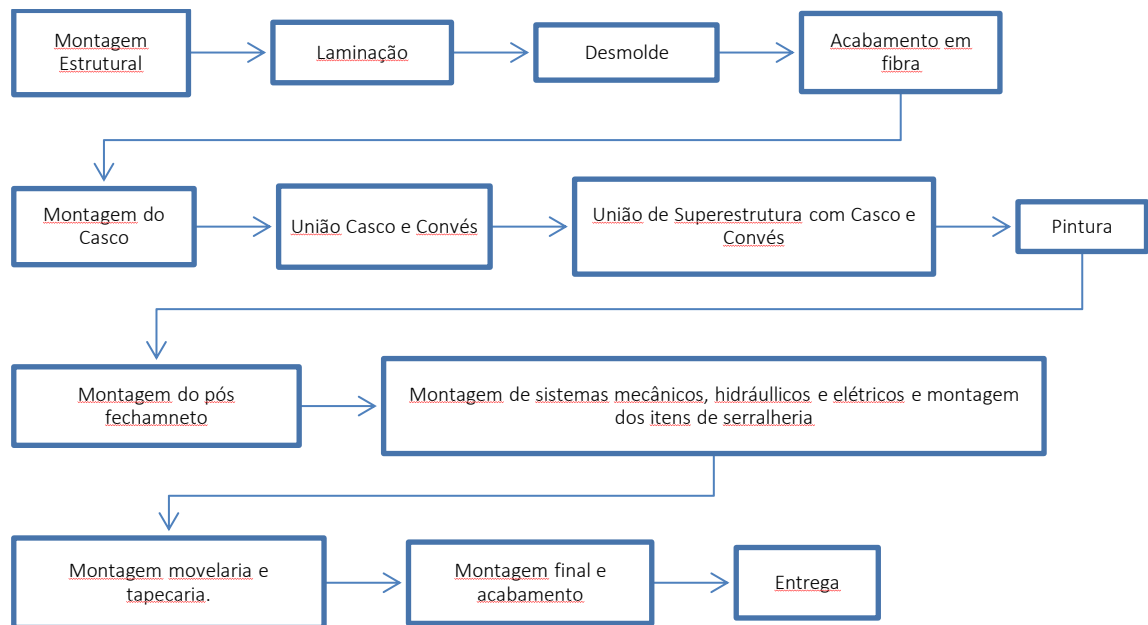 Montagem
Estrutural
Laminação
Desmolde
Acabamento em
fibra
Montagem do
Casco
União Casco e Convés
União de Superestrutura com Casco e
Convés
Pintura
Montagem do pós
fechamneto
Montagem de sistemas mecânicos, hidráullicos e elétricos e montagem
dos itens de serralheria
Montagem movelaria e
tapecaria.
Montagem final e
acabamento
Entrega